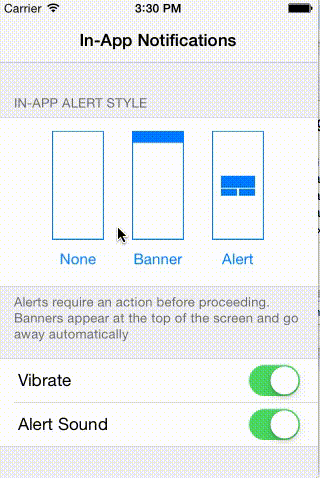 Carrier 3:30 PM
In-App Notifications
IN-APP ALERT STYLE
None Banner Alert
Alerts require an action before proceeding.
Banners appear at the top of the screen and go
away automatically
Vibrate
Alert Sound